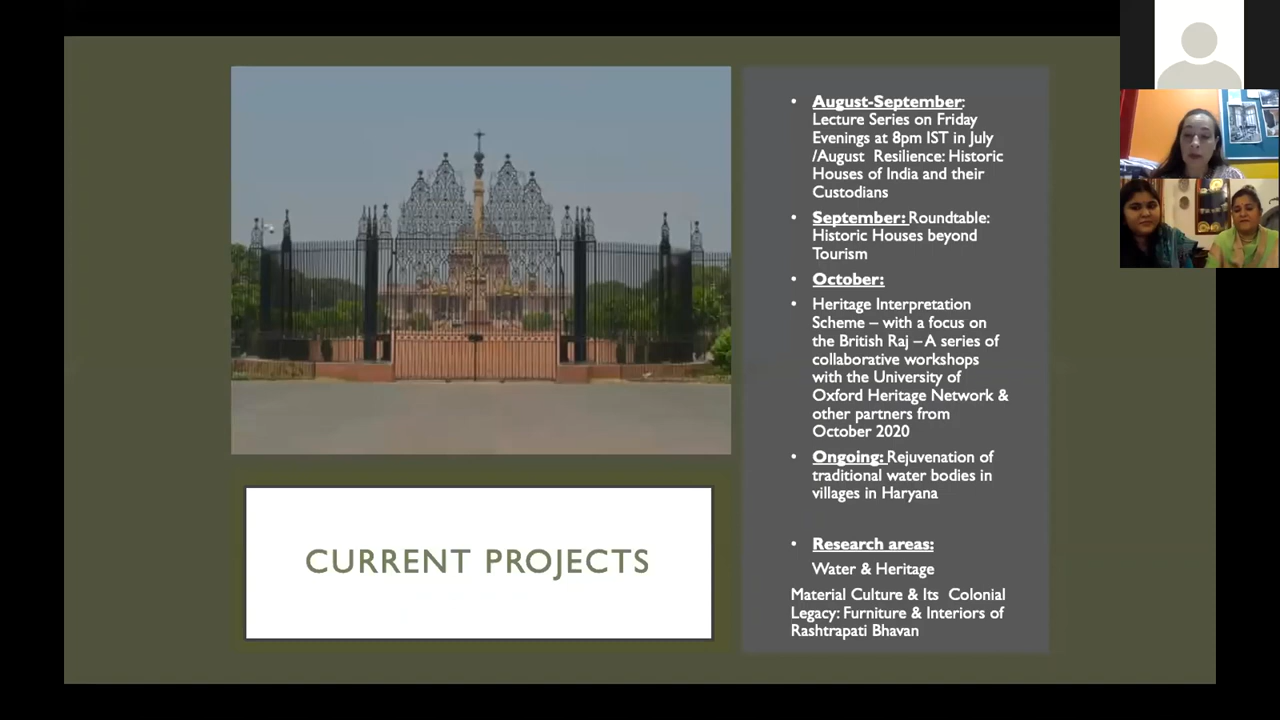 August-September:
Lecture Series on Friday
Evenings at 8pm IST in July
/August Resilience: Historic
Houses of India and their
Custodians
September: Roundtable:
Historic Houses beyond
Tourism
October:
Heritage Interpretation
Scheme – with a focus on
the British Raj – A series of
collaborative workshops
with the University of
Oxford Heritage Network &
other partners from
October 2020
Ongoing: Rejuvenation of
traditional water bodies in
villages in Haryana
Research areas:
Water & Heritage
Material Culture & Its Colonial
Legacy: Furniture & Interiors of
Rashtrapati Bhavan
CURRENT PROJECTS